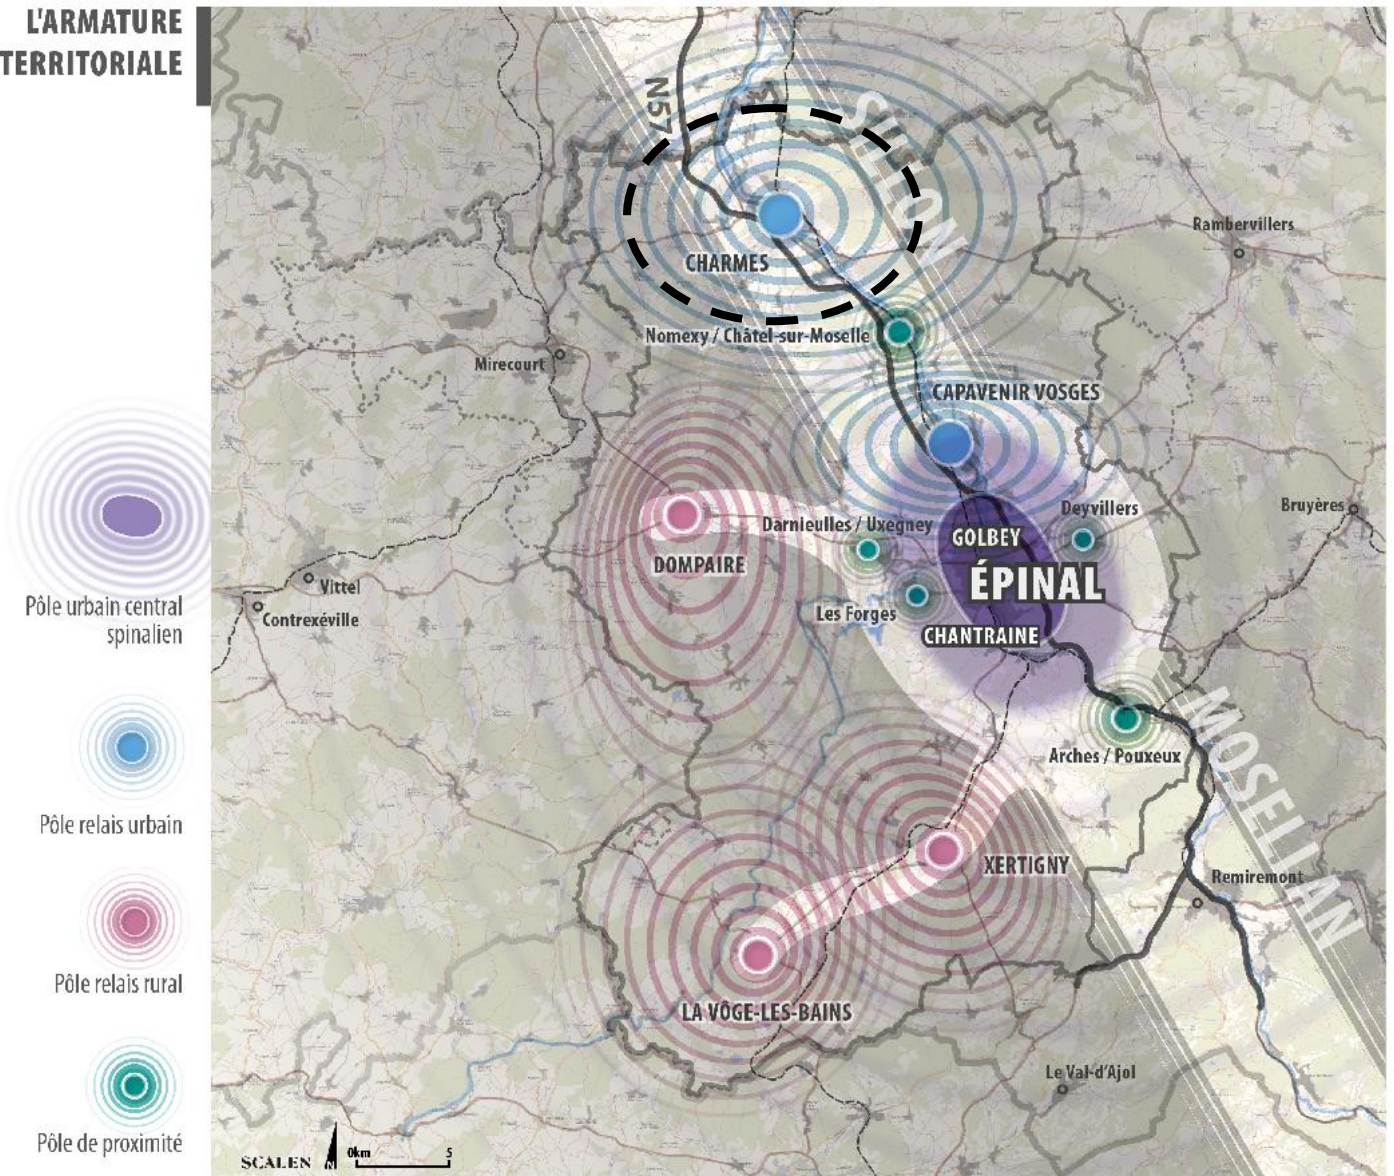 L'ARMATURE
TERRITORIALE
N57
SILLON
Rambervillers
CHARMES
Nomexy / Châtel-sur-Moselle
Mirecourt
CAPAVENIR VOSGES
Deyvillers
Bruyères
Darnieulles / Uxegney
GOLBEY
DOMPAIRE
ÉPINAL
Vittel
Contrexéville
Les Forges
CHANTRAINE
Pôle urbain central
spinalien
MOSELLAN
Arches / Pouxeux
Pôle relais urbain
XERTIGNY
Remiremont
Pôle relais rural
LA VÔGE-LES-BAINS
Le Val-d'Ajol
Pôle de proximité
SCALEN
N
0km 5